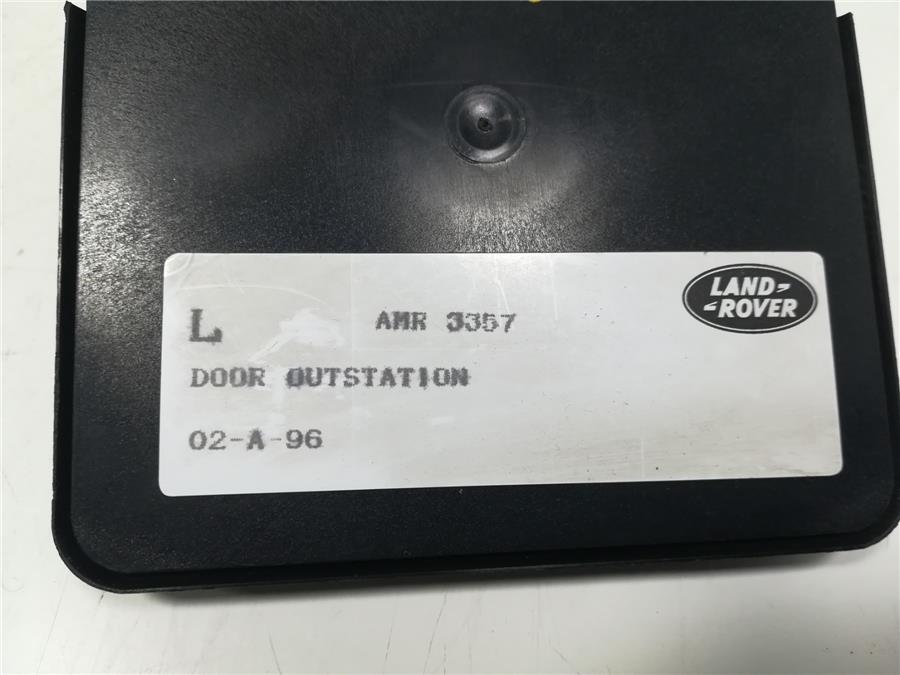 L AMR 3357
LAND ROVER
DOOR OUTSTATION
02-A-96